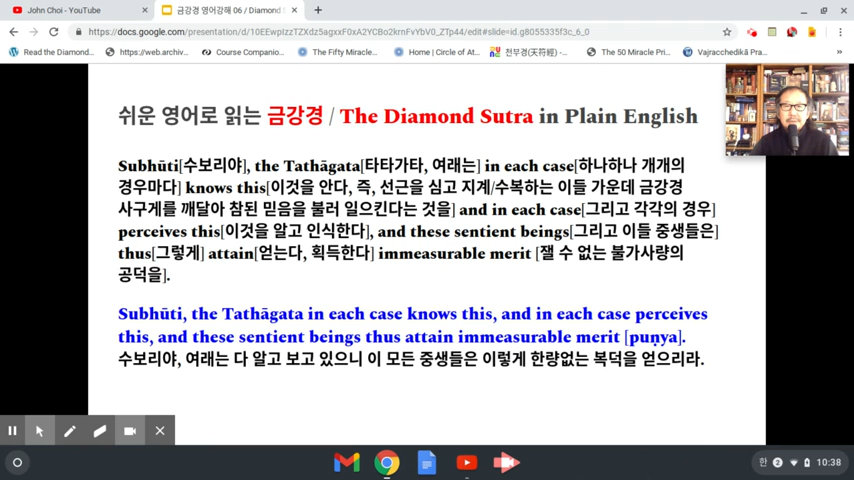 John Choi - YouTube
금강경 영어강해 06 / Diamond S
https://docs.google.com/presentation/d/10EEwpIzzTZXdz5agxxF0xA2YCBo2krnFvYbV0_ZTp44/edit#slide=id.g8055335f3c_6_0
Read the Diamond...
https://web.archiv...
Course Companio...
The Fifty Miracle...
Home | Circle of At...
천부경(天符經) -...
The 50 Miracle Pri...
Vajracchedikā Pra...
쉬운 영어로 읽는 금강경 / The Diamond Sutra in Plain English
Subhūti[수보리야], the Tathāgata[타타가타, 여래는] in each case[하나하나 개개의
경우마다] knows this[이것을 안다, 즉, 선근을 심고 지계/수복하는 이들 가운데 금강경
사구게를 깨달아 참된 믿음을 불러 일으킨다는 것을] and in each case[그리고 각각의 경우]
perceives this[이것을 알고 인식한다], and these sentient beings[그리고 이들 중생들은]
thus[그렇게] attain[얻는다, 획득한다] immeasurable merit [잴 수 없는 불가사량의
공덕을].
Subhūti, the Tathāgata in each case knows this, and in each case perceives
this, and these sentient beings thus attain immeasurable merit [puṇya].
수보리야, 여래는 다 알고 보고 있으니 이 모든 중생들은 이렇게 한량없는 복덕을 얻으리라.
한 2 10:38